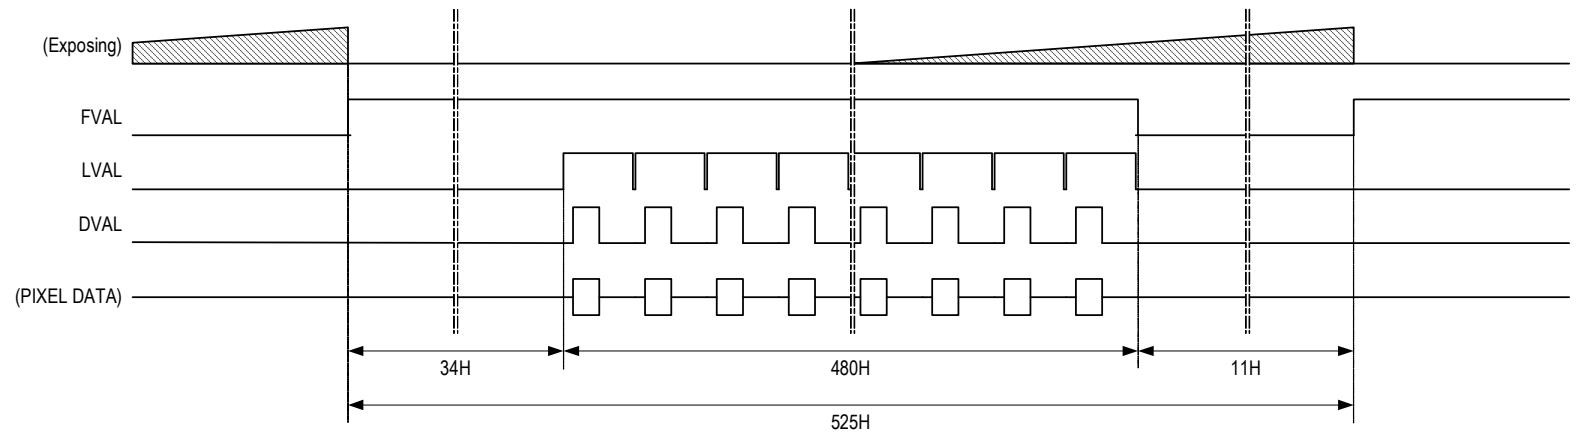 (Exposing)
FVAL
LVAL
DVAL
(PIXEL DATA)
34H
480H
11H
525H